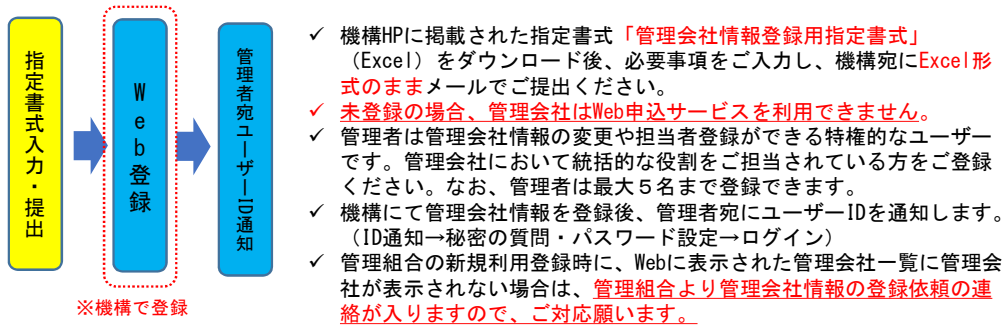 指定書式入力・提出
Web登録
管理者宛ユーザーID通知
※機構で登録
✓ 機構HPに掲載された指定書式「管理会社情報登録用指定書式」
（Excel）をダウンロード後、必要事項をご入力し、機構宛にExcel形
式のままメールでご提出ください。
✓ 未登録の場合、管理会社はWeb申込サービスを利用できません。
✓ 管理者は管理会社情報の変更や担当者登録ができる特権的なユーザー
です。管理会社において統括的な役割をご担当されている方をご登録
ください。なお、管理者は最大５名まで登録できます。
✓ 機構にて管理会社情報を登録後、管理者宛にユーザーIDを通知します。
（ID通知→秘密の質問・パスワード設定→ログイン）
✓ 管理組合の新規利用登録時に、Webに表示された管理会社一覧に管理会
社が表示されない場合は、管理組合より管理会社情報の登録依頼の連
絡が入りますので、ご対応願います。